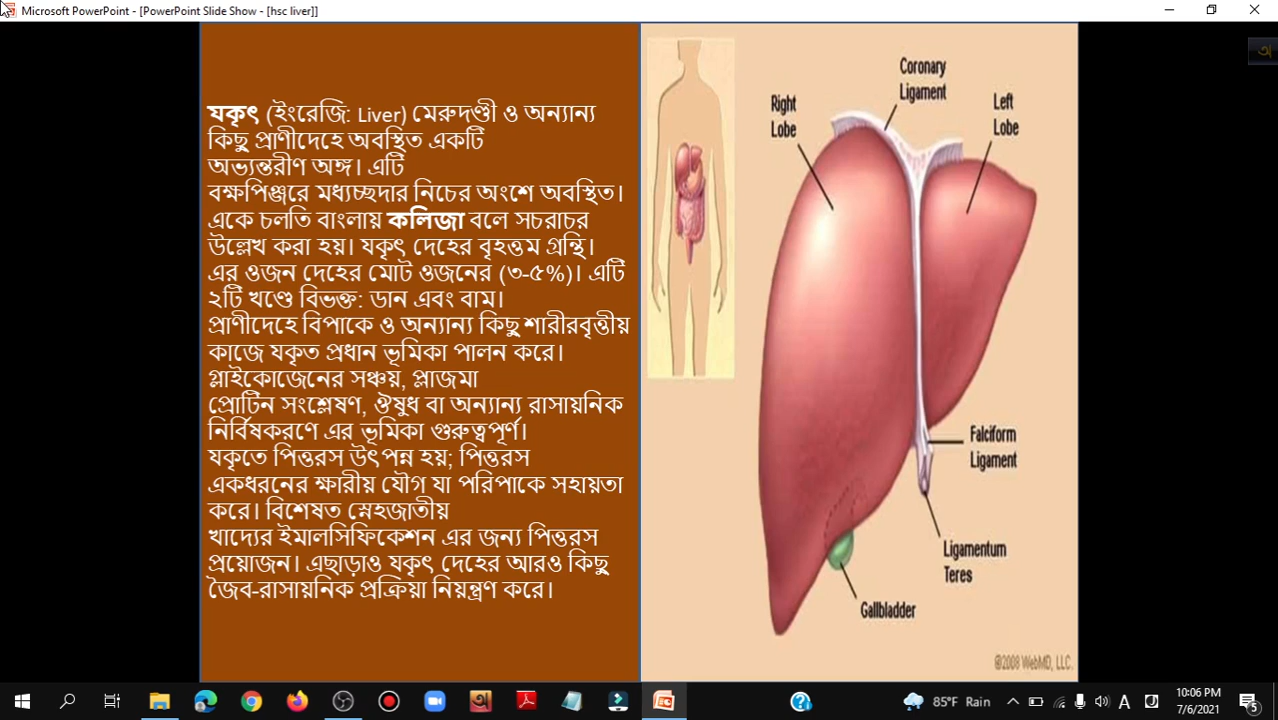 Microsoft PowerPoint - [PowerPoint Slide Show - [hsc liver]]
যকৃৎ (ইংরেজি: Liver) মেরুদণ্ডী ও অন্যান্য
কিছু প্রাণীদেহে অবস্থিত একটি
অভ্যন্তরীণ অঙ্গ। এটি
বক্ষপিঞ্জরে মধ্যচ্ছদার নিচের অংশে অবস্থিত।
একে চলতি বাংলায় কলিজা বলে সচরাচর
উল্লেখ করা হয়। যকৃৎ দেহের বৃহত্তম গ্রন্থি।
এর ওজন দেহের মোট ওজনের (৩-৫%)। এটি
২টি খণ্ডে বিভক্ত: ডান এবং বাম।
প্রাণীদেহে বিপাকে ও অন্যান্য কিছু শারীরবৃত্তীয়
কাজে যকৃত প্রধান ভূমিকা পালন করে।
গ্লাইকোজেনের সঞ্চয়, প্লাজমা
প্রোটিন সংশ্লেষণ, ঔষুধ বা অন্যান্য রাসায়নিক
নির্বিষকরণে এর ভূমিকা গুরুত্বপূর্ণ।
যকৃতে পিত্তরস উৎপন্ন হয়; পিত্তরস
একধরনের ক্ষারীয় যৌগ যা পরিপাকে সহায়তা
করে। বিশেষত স্নেহজাতীয়
খাদ্যের ইমালসিফিকেশন এর জন্য পিত্তরস
প্রয়োজন। এছাড়াও যকৃৎ দেহের আরও কিছু
জৈব-রাসায়নিক প্রক্রিয়া নিয়ন্ত্রণ করে।
Coronary
Ligament
Right
Lobe
Left
Lobe
Falciform
Ligament
Ligamentum
Teres
Gallbladder
@2008 WebMD, LLC.
অ
85°F Rain
A
10:06 PM
7/6/2021
5